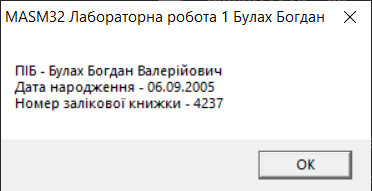 MASM32 Лабораторна робота 1 Булах Богдан
ПІБ - Булах Богдан Валерійович
Дата народження - 06.09.2005
Номер залікової книжки - 4237
OK